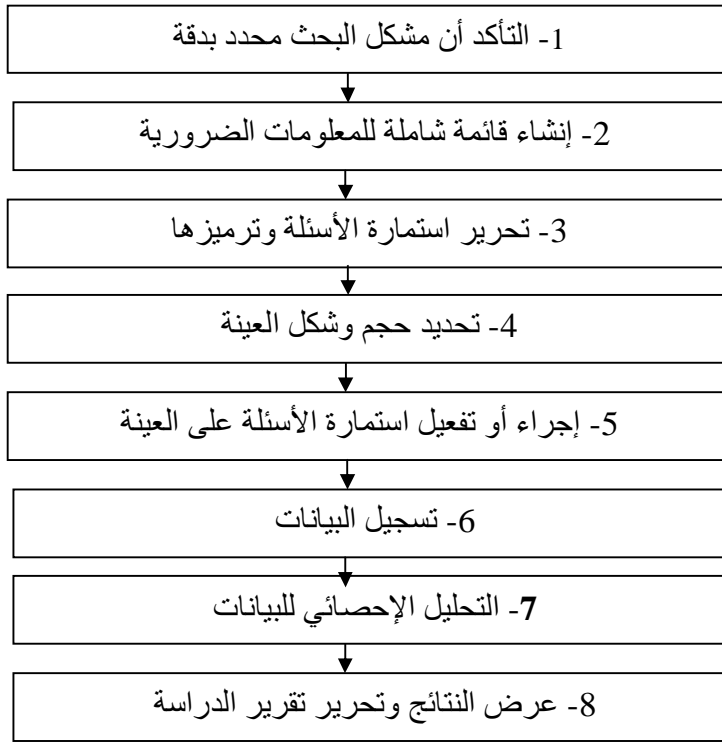 1- التأكد أن مشكل البحث محدد بدقة
2- إنشاء قائمة شاملة للمعلومات الضرورية
3- تحرير استمارة الأسئلة وترميزها
4- تحديد حجم وشكل العينة
5- إجراء أو تفعيل استمارة الأسئلة على العينة
6- تسجيل البيانات
7- التحليل الإحصائي للبيانات
8- عرض النتائج وتحرير تقرير الدراسة